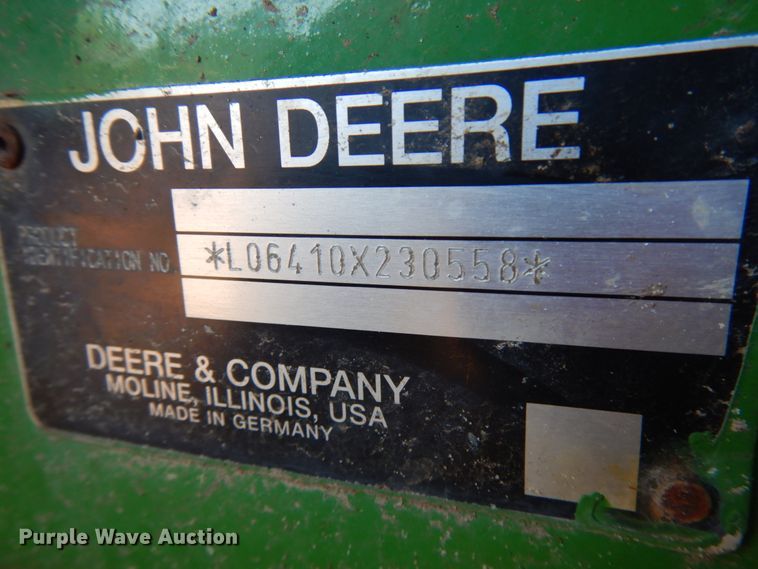 JOHN DEERE
PRODUCT
IDENTIFICATION NO.
*L06410X230558*
DEERE & COMPANY
MOLINE, ILLINOIS, USA
MADE IN GERMANY
Purple Wave Auction